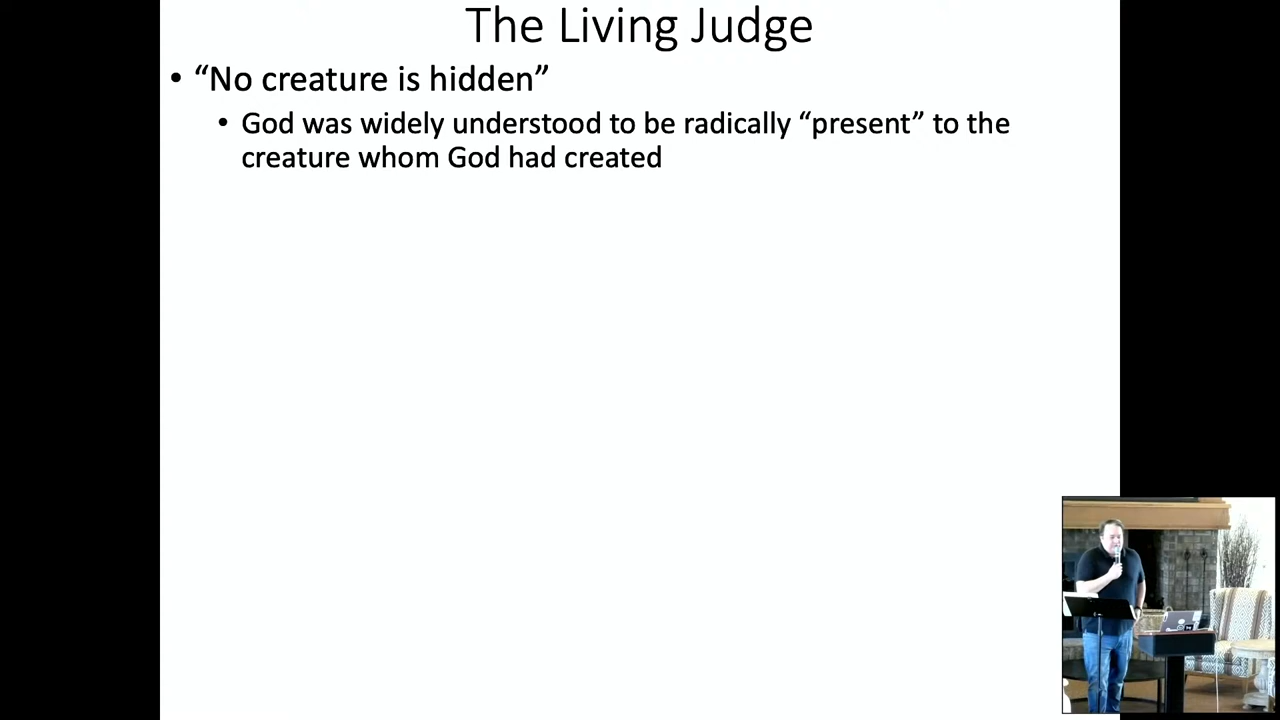 The Living Judge
• “No creature is hidden”
• God was widely understood to be radically “present” to the
creature whom God had created